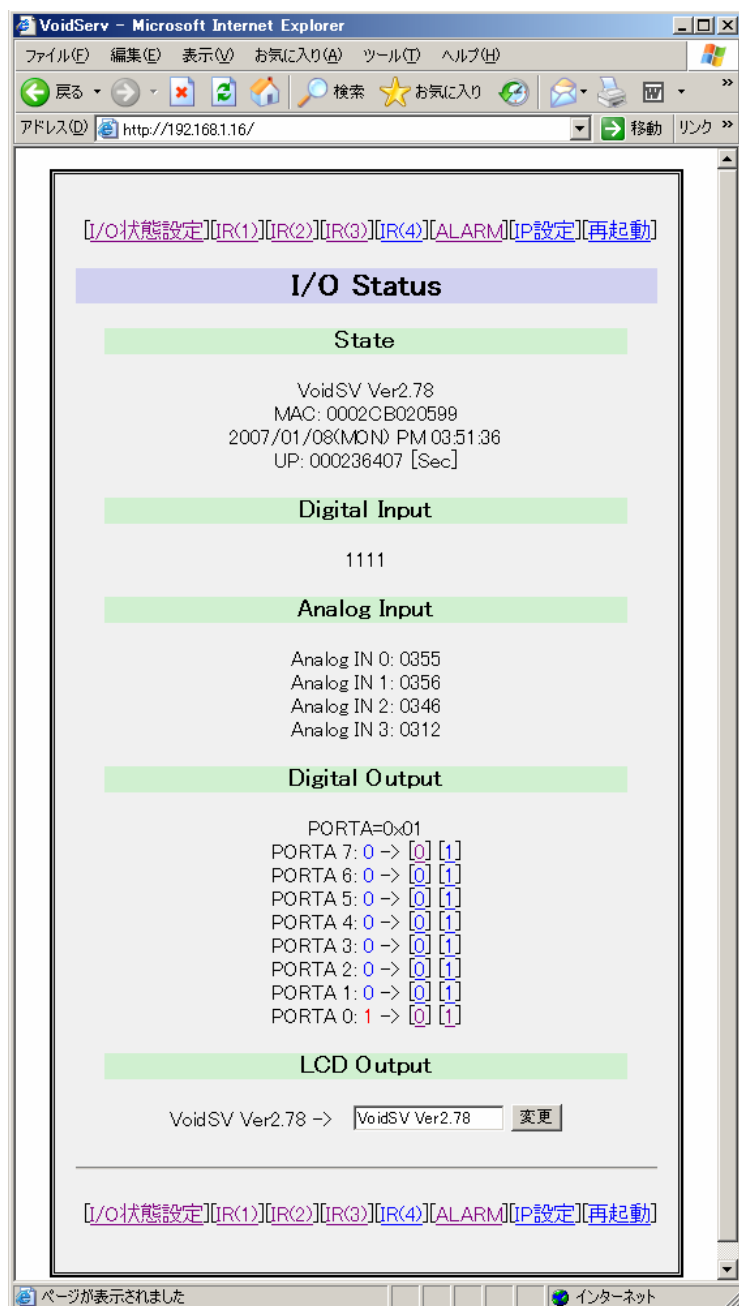 VoidServ - Microsoft Internet Explorer
ファイル(F) 編集(E) 表示(V) お気に入り(A) ツール(T) ヘルプ(H)
戻る 検索 お気に入り »
アドレス(D) http://192.168.1.16/ 移動 リンク »
[I/O状態設定][IR(1)][IR(2)][IR(3)][IR(4)][ALARM][IP設定][再起動]
I/O Status
State
VoidSV Ver2.78
MAC: 0002CB020599
2007/01/08(MON) PM 03:51:36
UP: 000236407 [Sec]
Digital Input
1111
Analog Input
Analog IN 0: 0355
Analog IN 1: 0356
Analog IN 2: 0346
Analog IN 3: 0312
Digital Output
PORTA=0x01
PORTA 7: 0 -> [0] [1]
PORTA 6: 0 -> [0] [1]
PORTA 5: 0 -> [0] [1]
PORTA 4: 0 -> [0] [1]
PORTA 3: 0 -> [0] [1]
PORTA 2: 0 -> [0] [1]
PORTA 1: 0 -> [0] [1]
PORTA 0: 1 -> [0] [1]
LCD Output
VoidSV Ver2.78 -> VoidSV Ver2.78 変更
[I/O状態設定][IR(1)][IR(2)][IR(3)][IR(4)][ALARM][IP設定][再起動]
ページが表示されました インターネット